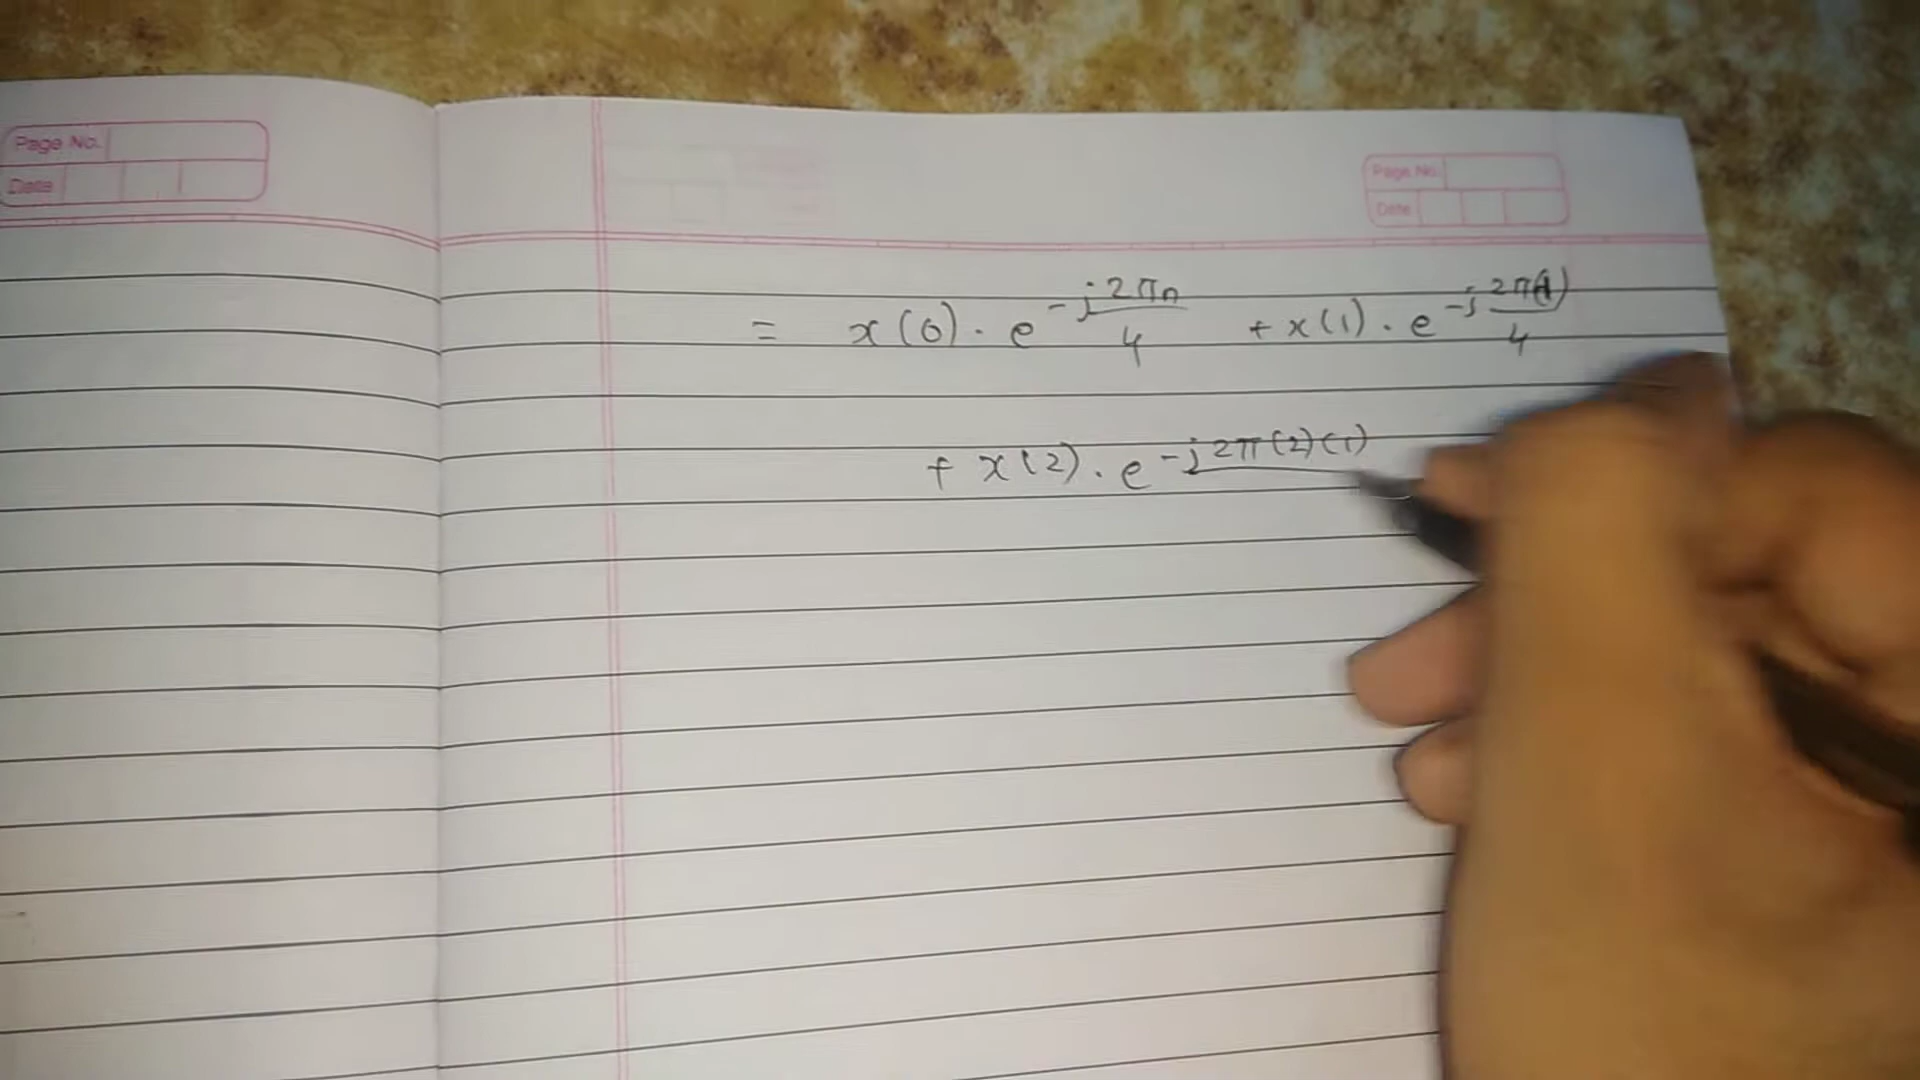 Page No.
Date
Page No.
Date
= x(0) . e^{-j2πn/4} + x(1) . e^{-j2π(1)/4}
+ x(2) . e^{-j2π(2)(1)}